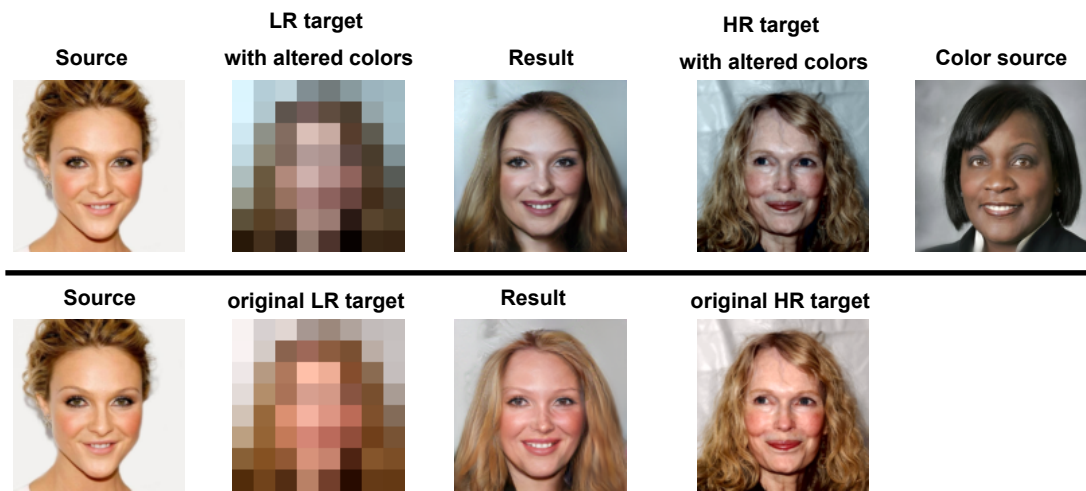 LR target
with altered colors
HR target
with altered colors
Source
Result
Color source
Source
original LR target
Result
original HR target